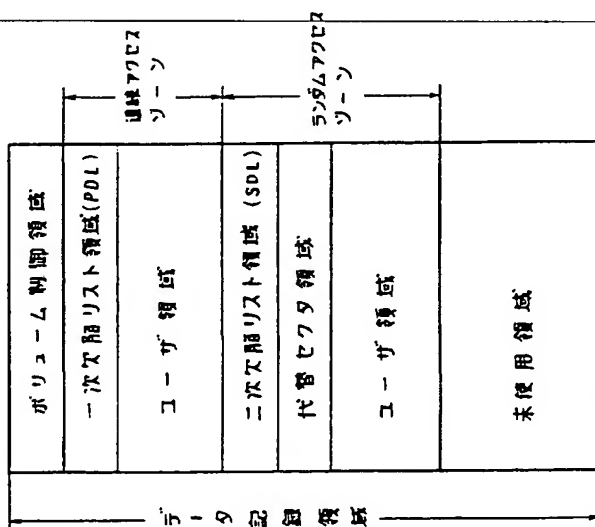 データ記録領域
ボリューム制御領域
一次欠陥リスト領域(PDL)
ユーザ領域
二次欠陥リスト領域 (SDL)
代替セクタ領域
ユーザ領域
未使用領域
連続アクセス
ゾーン
ランダムアクセス
ゾーン